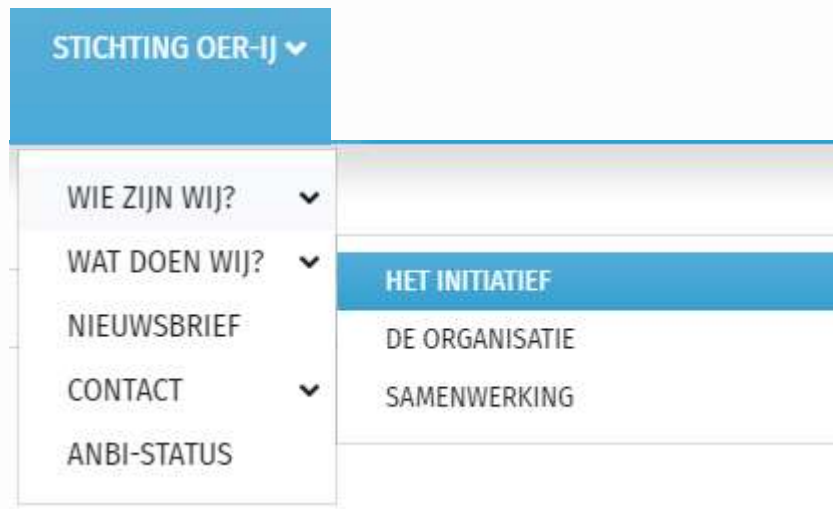 STICHTING OER-IJ
WIE ZIJN WIJ?
WAT DOEN WIJ?
NIEUWSBRIEF
CONTACT
ANBI-STATUS
HET INITIATIEF
DE ORGANISATIE
SAMENWERKING